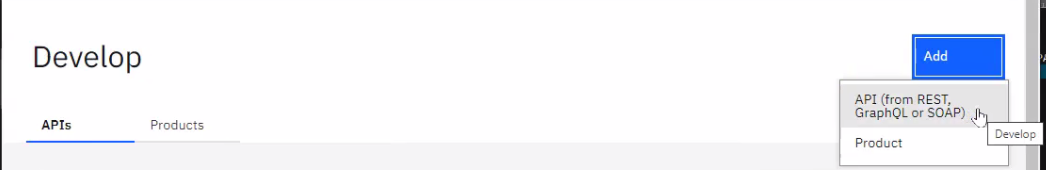 Develop
Add
API (from REST,
GraphQL or SOAP)
Develop
Product
APIs
Products